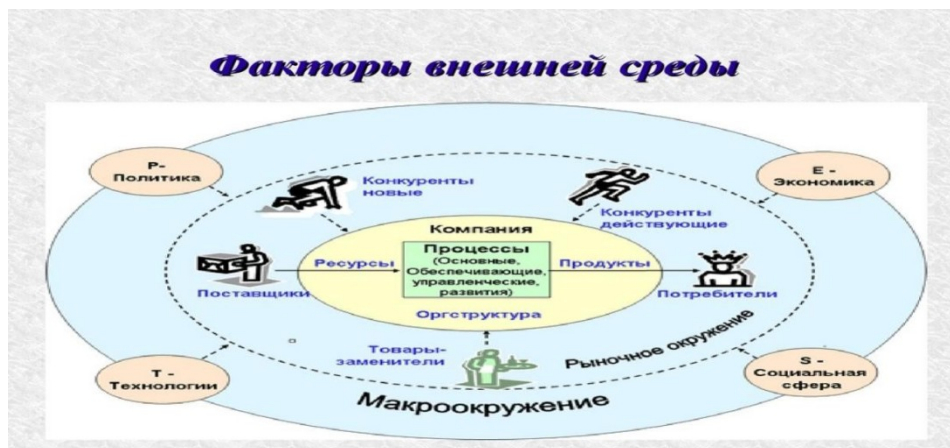 Факторы внешней среды
P-
Политика
E -
Экономика
Конкуренты
новые
Конкуренты
действующие
Компания
Процессы
(Основные,
Обеспечивающие,
управленческие,
развития)
Ресурсы
Продукты
Поставщики
Потребители
Оргструктура
Товары-
заменители
Рыночное окружение
T -
Технологии
S -
Социальная
сфера
Макроокружение